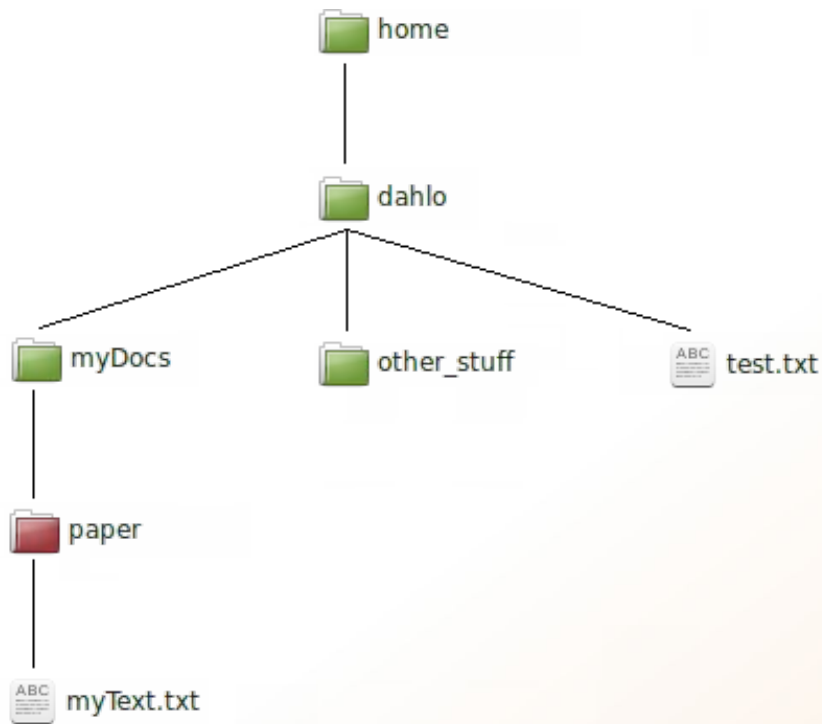 home
dahlo
myDocs
other_stuff
ABC
test.txt
paper
ABC
myText.txt